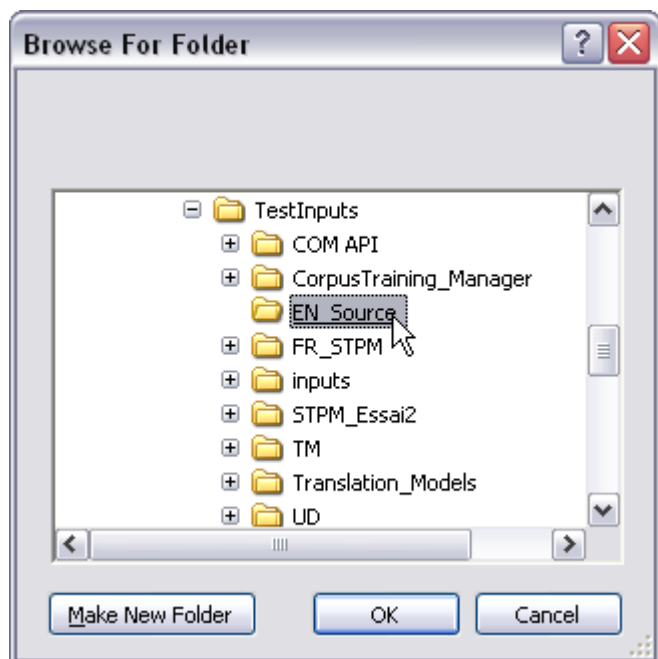 Browse For Folder
TestInputs
COM API
CorpusTraining_Manager
EN_Source
FR_STPM
inputs
STPM_Essai2
TM
Translation_Models
UD
Make New Folder OK Cancel